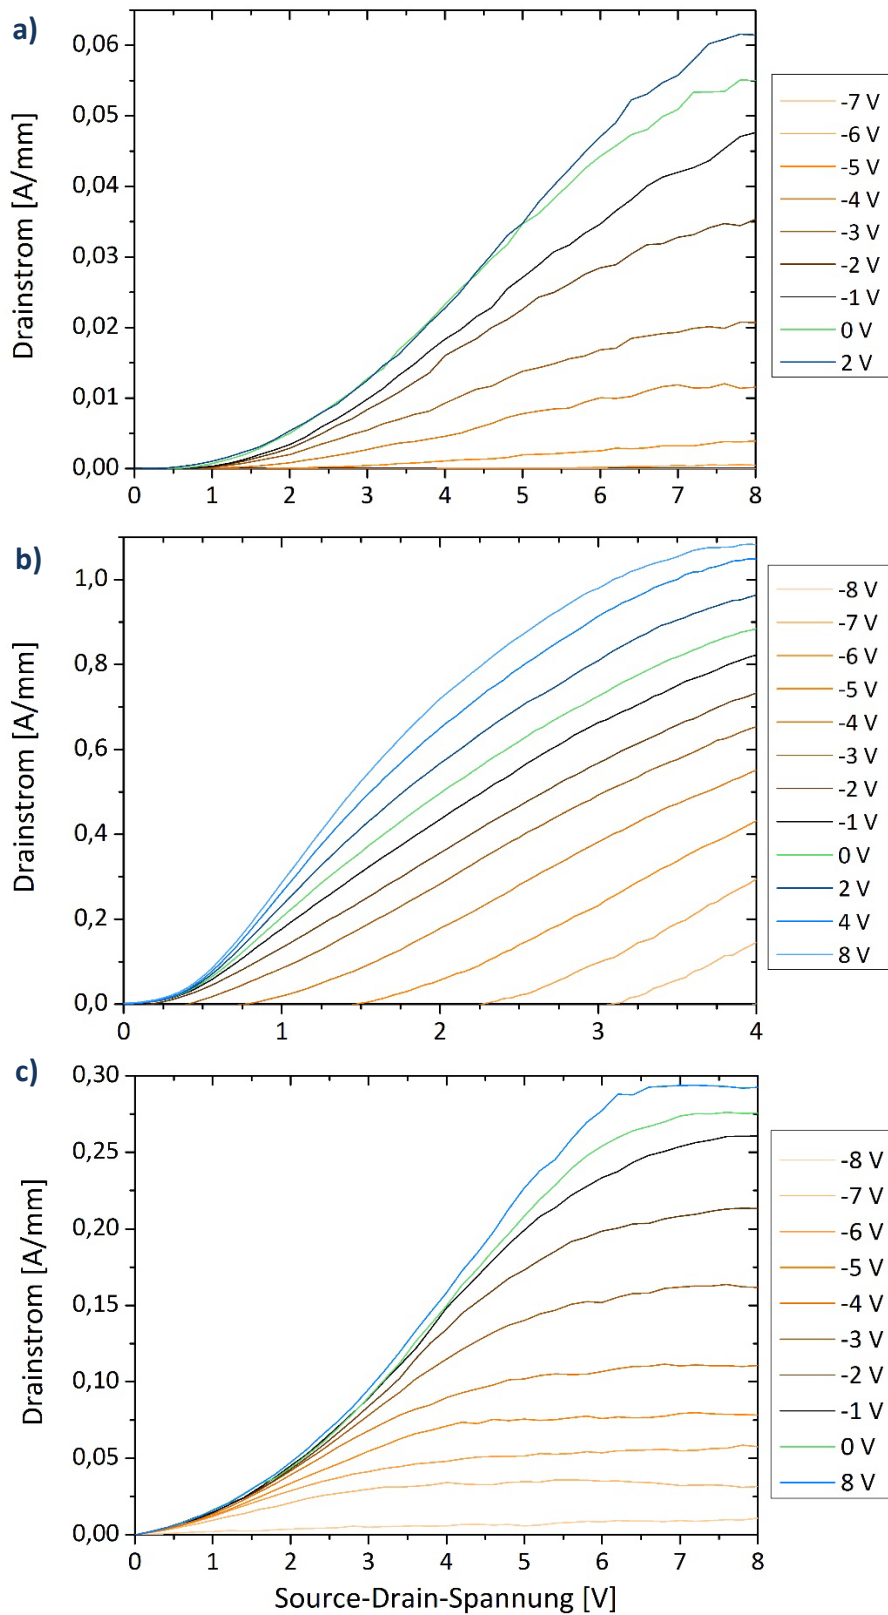 a)
Drainstrom [A/mm]
0,06
0,05
0,04
0,03
0,02
0,01
0,00
0 1 2 3 4 5 6 7 8
-7 V
-6 V
-5 V
-4 V
-3 V
-2 V
-1 V
0 V
2 V
b)
Drainstrom [A/mm]
1,0
0,8
0,6
0,4
0,2
0,0
0 1 2 3 4
-8 V
-7 V
-6 V
-5 V
-4 V
-3 V
-2 V
-1 V
0 V
2 V
4 V
8 V
c)
Drainstrom [A/mm]
0,30
0,25
0,20
0,15
0,10
0,05
0,00
0 1 2 3 4 5 6 7 8
Source-Drain-Spannung [V]
-8 V
-7 V
-6 V
-5 V
-4 V
-3 V
-2 V
-1 V
0 V
8 V